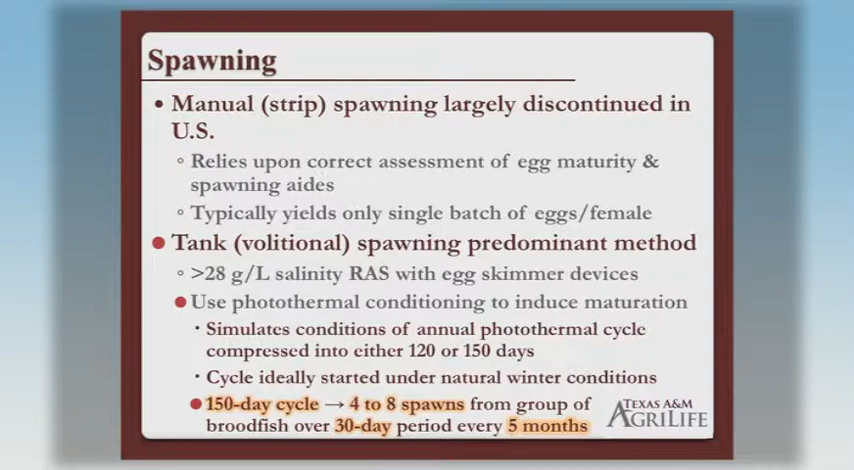 Spawning
• Manual (strip) spawning largely discontinued in
U.S.
◦ Relies upon correct assessment of egg maturity &
spawning aides
◦ Typically yields only single batch of eggs/female
• Tank (volitional) spawning predominant method
◦ >28 g/L salinity RAS with egg skimmer devices
• Use photothermal conditioning to induce maturation
• Simulates conditions of annual photothermal cycle
compressed into either 120 or 150 days
• Cycle ideally started under natural winter conditions
• 150-day cycle → 4 to 8 spawns from group of
broodfish over 30-day period every 5 months
TEXAS A&M
AGRILIFE